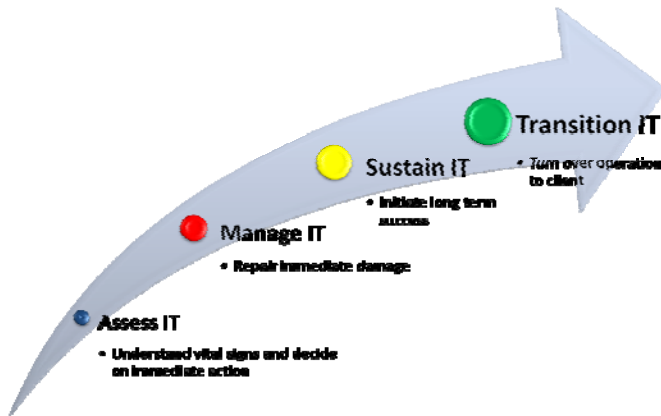 Transition IT
• Turn over operation
to client
Sustain IT
• Initiate long term
success
Manage IT
• Repair immediate damage
Assess IT
• Understand vital signs and decide
on immediate action